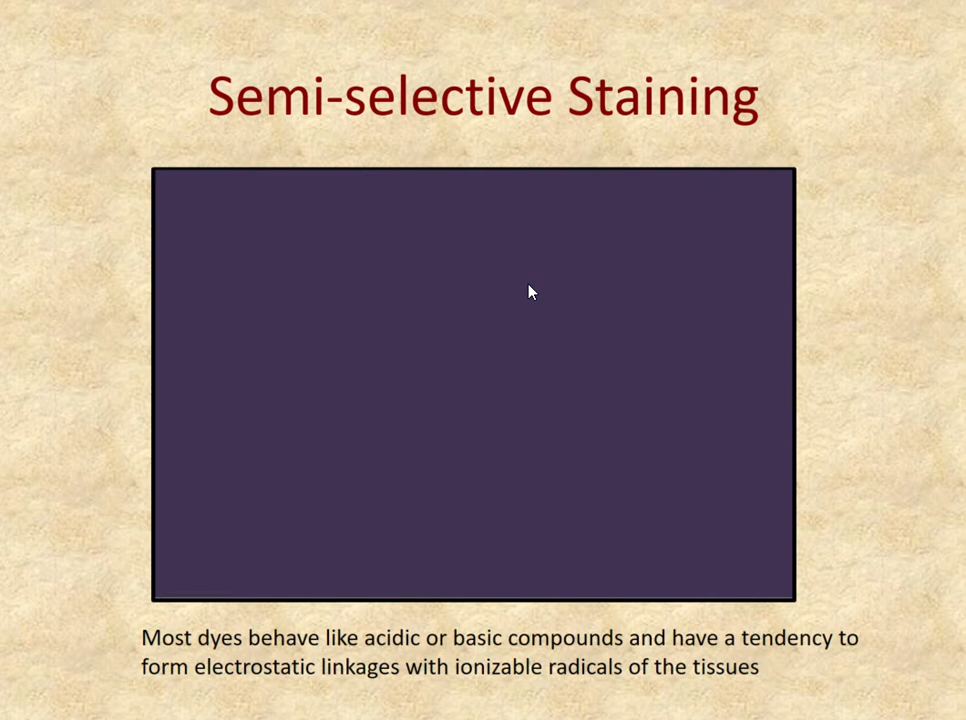 Semi-selective Staining
Most dyes behave like acidic or basic compounds and have a tendency to
form electrostatic linkages with ionizable radicals of the tissues